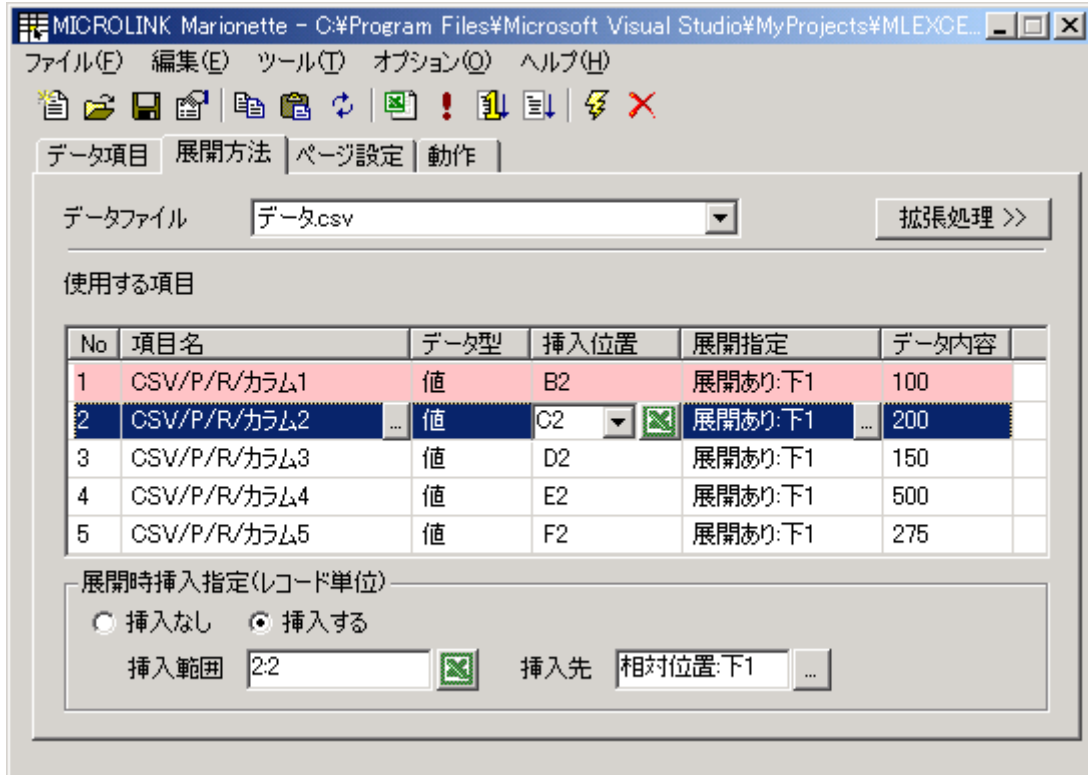 MICROLINK Marionette - C:¥Program Files¥Microsoft Visual Studio¥MyProjects¥MLEXCE...
ファイル(F) 編集(E) ツール(T) オプション(O) ヘルプ(H)
データ項目 展開方法 ページ設定 動作
データファイル データ.csv 拡張処理 >>
使用する項目
No 項目名 データ型 挿入位置 展開指定 データ内容
1 CSV/P/R/カラム1 値 B2 展開あり:下1 100
2 CSV/P/R/カラム2 ... 値 C2 展開あり:下1 ... 200
3 CSV/P/R/カラム3 値 D2 展開あり:下1 150
4 CSV/P/R/カラム4 値 E2 展開あり:下1 500
5 CSV/P/R/カラム5 値 F2 展開あり:下1 275
展開時挿入指定(レコード単位)
挿入なし 挿入する
挿入範囲 2:2 挿入先 相対位置:下1 ...